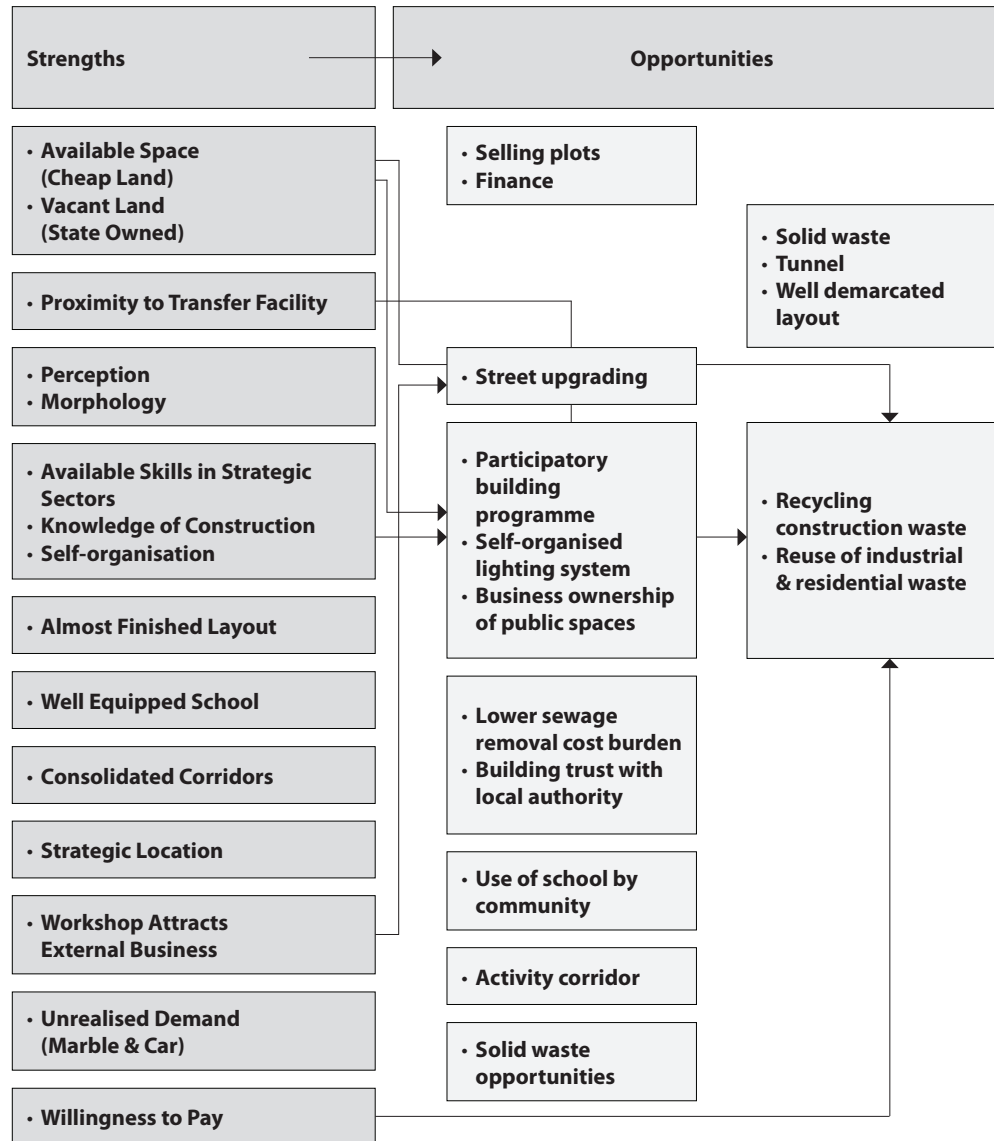 Strengths
Opportunities
• Available Space
(Cheap Land)
• Vacant Land
(State Owned)
• Proximity to Transfer Facility
• Perception
• Morphology
• Available Skills in Strategic
Sectors
• Knowledge of Construction
• Self-organisation
• Almost Finished Layout
• Well Equipped School
• Consolidated Corridors
• Strategic Location
• Workshop Attracts
External Business
• Unrealised Demand
(Marble & Car)
• Willingness to Pay
• Selling plots
• Finance
• Street upgrading
• Participatory
building
programme
• Self-organised
lighting system
• Business ownership
of public spaces
• Lower sewage
removal cost burden
• Building trust with
local authority
• Use of school by
community
• Activity corridor
• Solid waste
opportunities
• Solid waste
• Tunnel
• Well demarcated
layout
• Recycling
construction waste
• Reuse of industrial
& residential waste